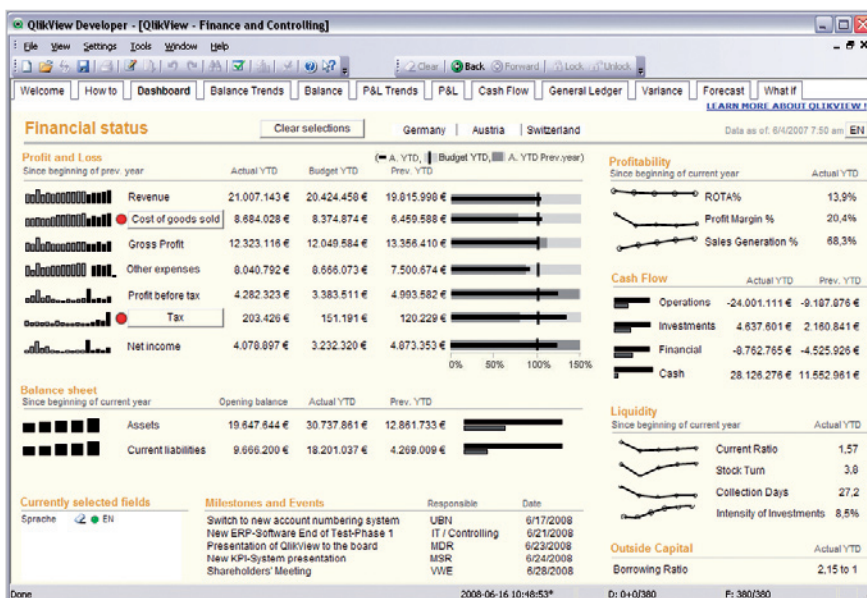 QlikView Developer - [QlikView - Finance and Controlling]
File View Settings Tools Window Help
Clear Back Forward Lock Unlock
Welcome How to Dashboard Balance Trends Balance P&L Trends P&L Cash Flow General Ledger Variance Forecast What if
LEARN MORE ABOUT QLIKVIEW !
Financial status Clear selections Germany Austria Switzerland Data as of: 6/4/2007 7:50 am EN
Profit and Loss (A. YTD, Budget YTD, A. YTD Prev.year)
Since beginning of prev. year Actual YTD Budget YTD Prev. YTD
Revenue 21.007.143 € 20.424.458 € 19.815.998 €
Cost of goods sold 8.684.028 € 8.374.874 € 6.459.588 €
Gross Profit 12.323.116 € 12.049.584 € 13.356.410 €
Other expenses 8.040.792 € 8.666.073 € 7.500.674 €
Profit before tax 4.282.323 € 3.383.511 € 4.993.582 €
Tax 203.426 € 151.191 € 120.229 €
Net income 4.078.897 € 3.232.320 € 4.873.353 €
0% 50% 100% 150%
Balance sheet
Since beginning of current year Opening balance Actual YTD Prev. YTD
Assets 19.647.644 € 30.737.861 € 12.861.733 €
Current liabilities 9.666.200 € 18.201.037 € 4.269.009 €
Currently selected fields
Sprache EN
Milestones and Events Responsible Date
Switch to new account numbering system UBN 6/17/2008
New ERP-Software End of Test-Phase 1 IT / Controlling 6/21/2008
Presentation of QlikView to the board MDR 6/23/2008
New KPI-System presentation MSR 6/24/2008
Shareholders' Meeting VWE 6/28/2008
Profitability
Since beginning of current year Actual YTD
ROTA% 13,9%
Profit Margin % 20,4%
Sales Generation % 68,3%
Cash Flow Actual YTD Prev. YTD
Operations -24.001.111 € -9.187.876 €
Investments 4.637.601 € 2.160.841 €
Financial -8.762.765 € -4.525.926 €
Cash 28.126.276 € 11.552.961 €
Liquidity
Since beginning of current year Actual YTD
Current Ratio 1,57
Stock Turn 3,8
Collection Days 27,2
Intensity of Investments 8,5%
Outside Capital Actual YTD
Borrowing Ratio 2,15 to 1
Done 2008-06-16 10:48:53* D: 0+0/380 F: 380/380